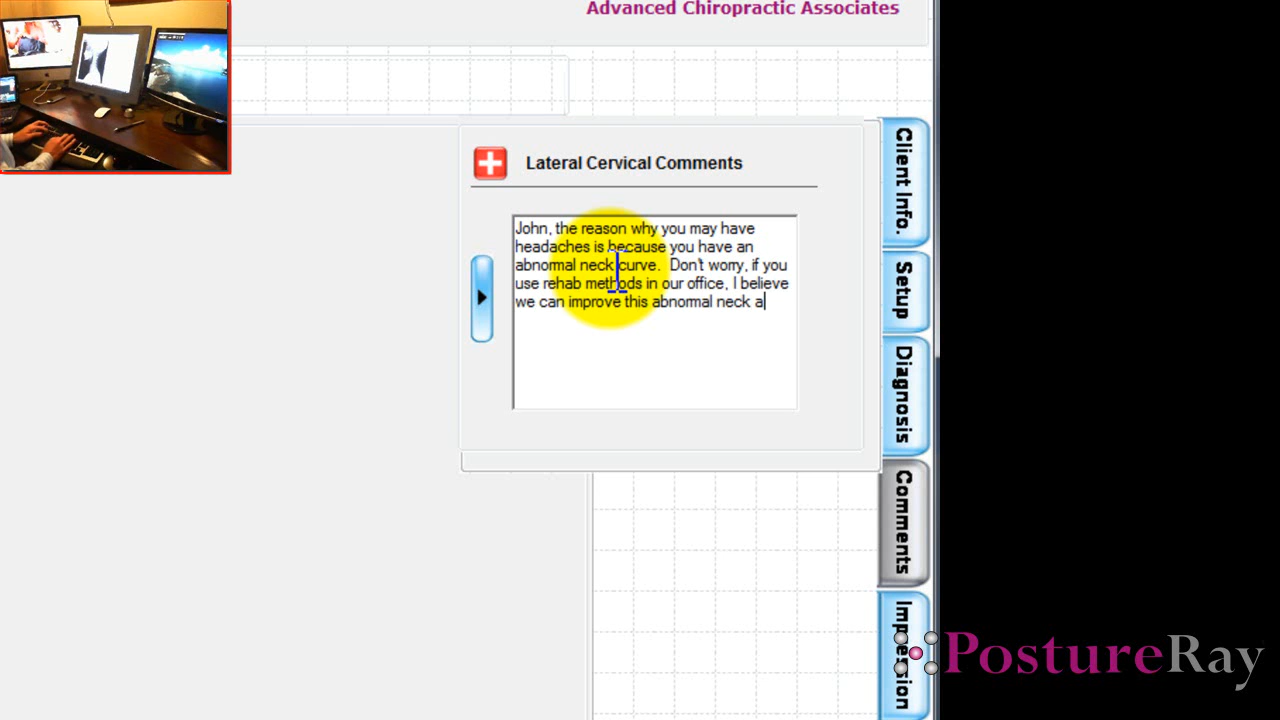 Advanced Chiropractic Associates
Lateral Cervical Comments
John, the reason why you may have
headaches is because you have an
abnormal neck curve.  Don't worry, if you
use rehab methods in our office, I believe
we can improve this abnormal neck a
Client Info.
Setup
Diagnosis
Comments
Impression
PostureRay